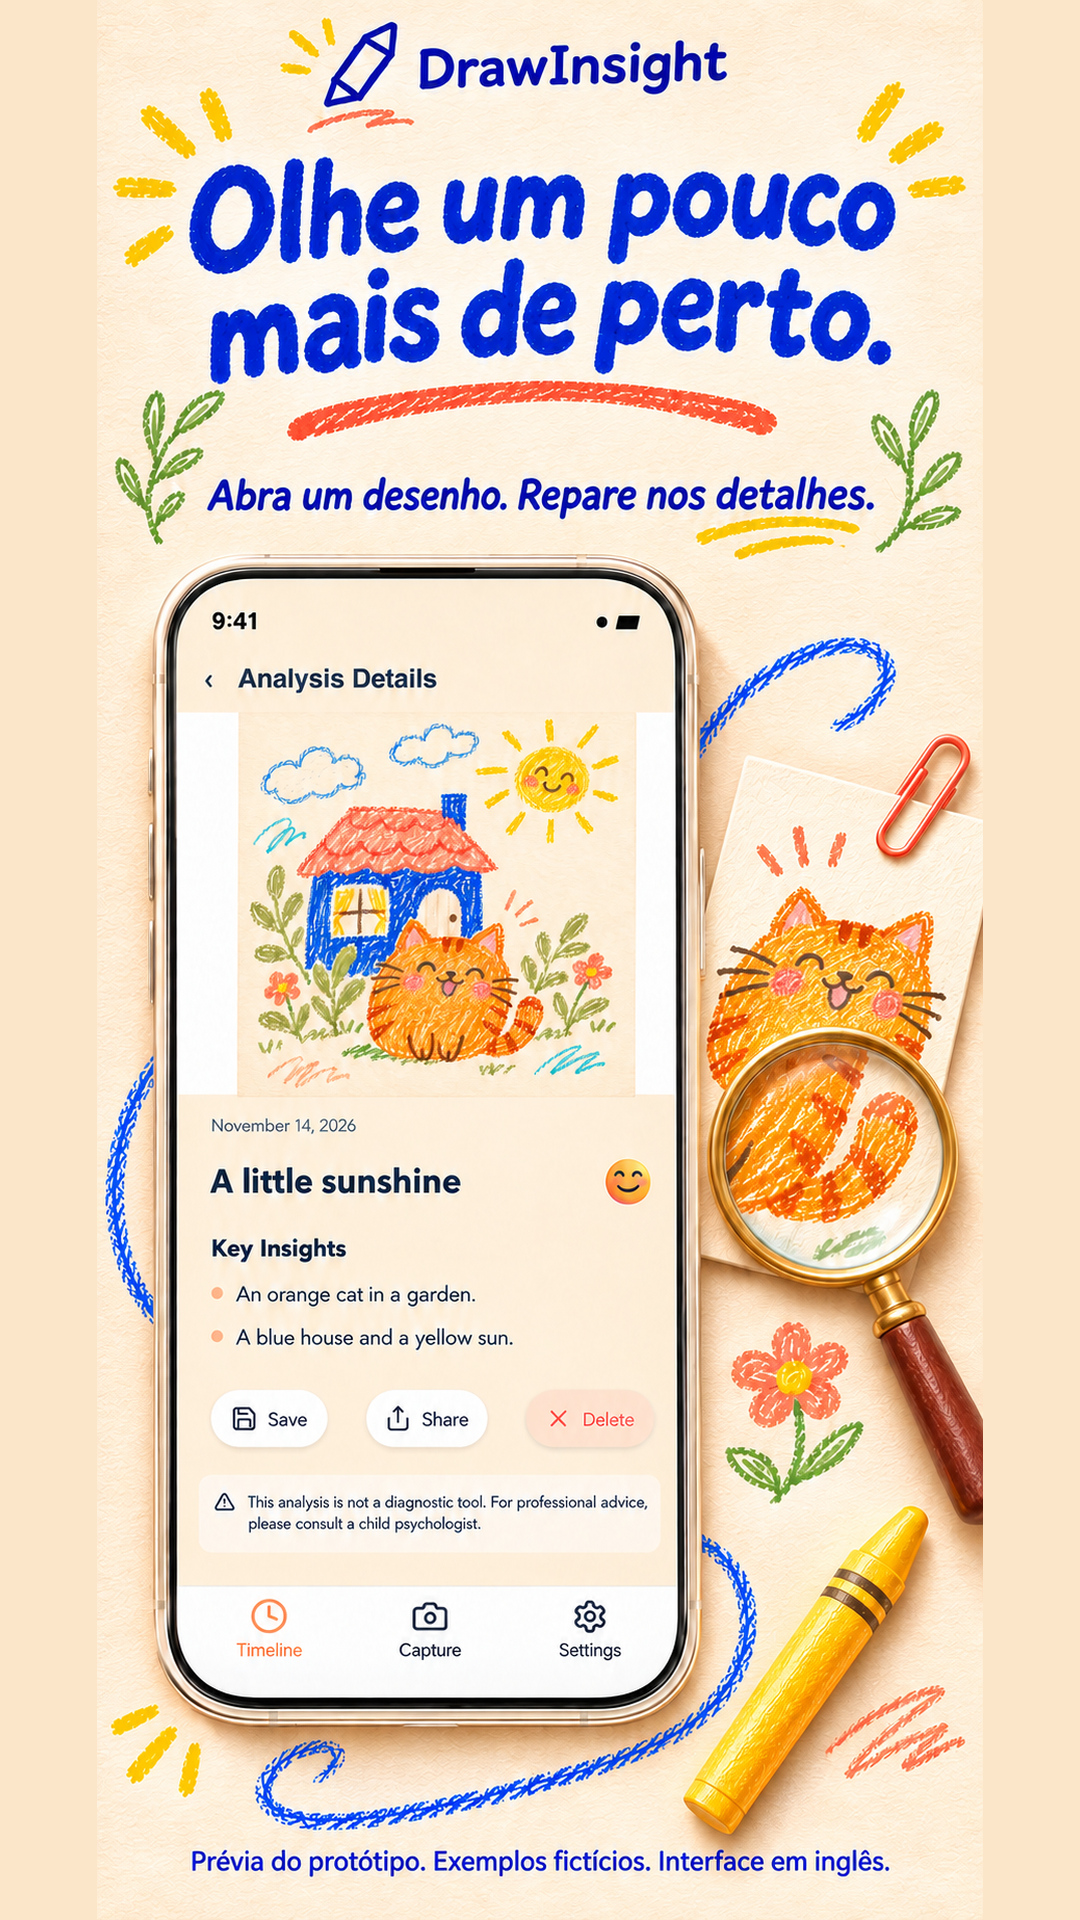 DrawInsight
Olhe um pouco
mais de perto.
Abra um desenho. Repare nos detalhes.
9:41
‹ Analysis Details
November 14, 2026
A little sunshine
Key Insights
An orange cat in a garden.
A blue house and a yellow sun.
Save Share Delete
This analysis is not a diagnostic tool. For professional advice,
please consult a child psychologist.
Timeline Capture Settings
Prévia do protótipo. Exemplos fictícios. Interface em inglês.